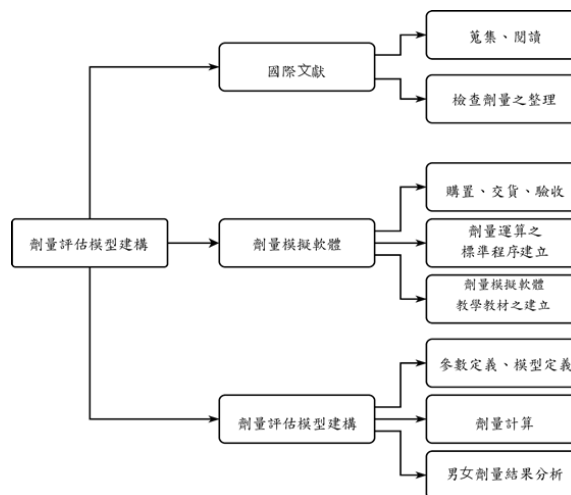 劑量評估模型建構
國際文獻
蒐集、閱讀
檢查劑量之整理
劑量模擬軟體
購置、交貨、驗收
劑量運算之
標準程序建立
劑量模擬軟體
教學教材之建立
劑量評估模型建構
參數定義、模型定義
劑量計算
男女劑量結果分析